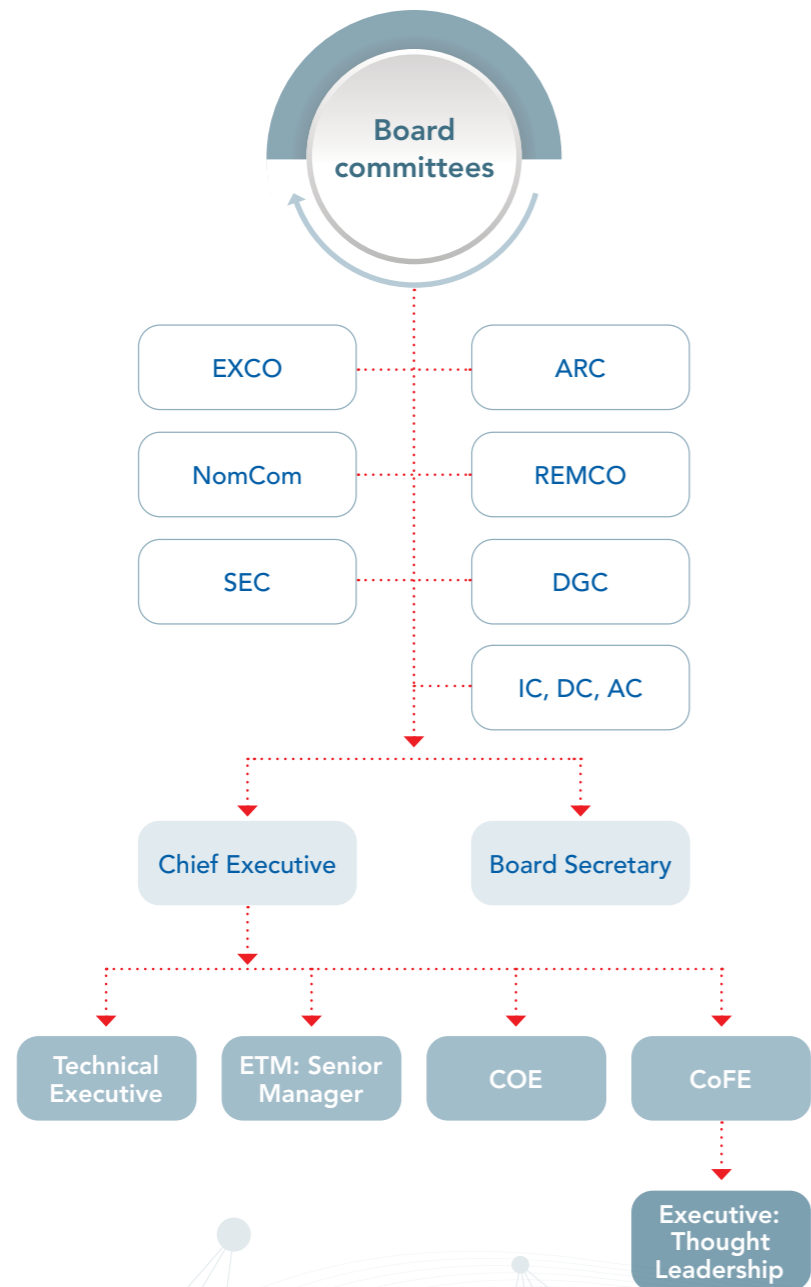 Board
committees
EXCO
ARC
NomCom
REMCO
SEC
DGC
IC, DC, AC
Chief Executive
Board Secretary
Technical
Executive
ETM: Senior
Manager
COE
CoFE
Executive:
Thought
Leadership